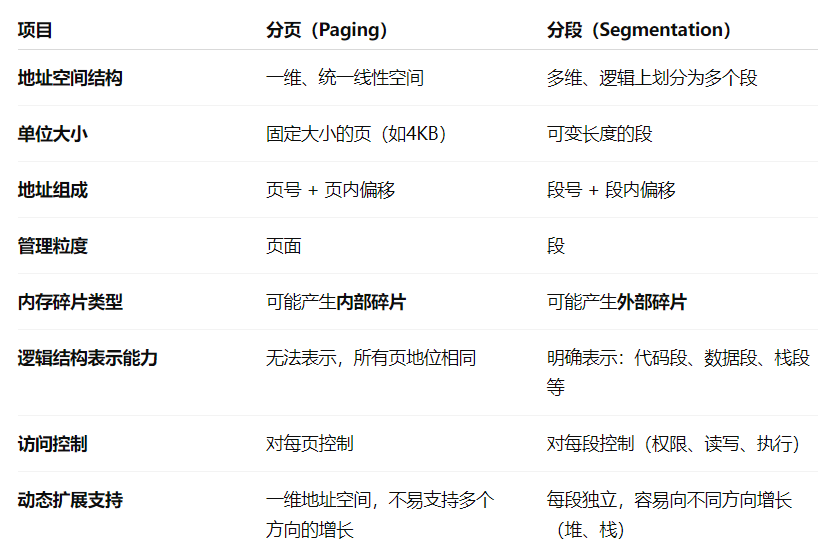 项目 分页（Paging） 分段（Segmentation）
地址空间结构 一维、统一线性空间 多维、逻辑上划分为多个段
单位大小 固定大小的页（如4KB） 可变长度的段
地址组成 页号 + 页内偏移 段号 + 段内偏移
管理粒度 页面 段
内存碎片类型 可能产生内部碎片 可能产生外部碎片
逻辑结构表示能力 无法表示，所有页地位相同 明确表示：代码段、数据段、栈段
等
访问控制 对每页控制 对每段控制（权限、读写、执行）
动态扩展支持 一维地址空间，不易支持多个 每段独立，容易向不同方向增长
方向的增长 （堆、栈）